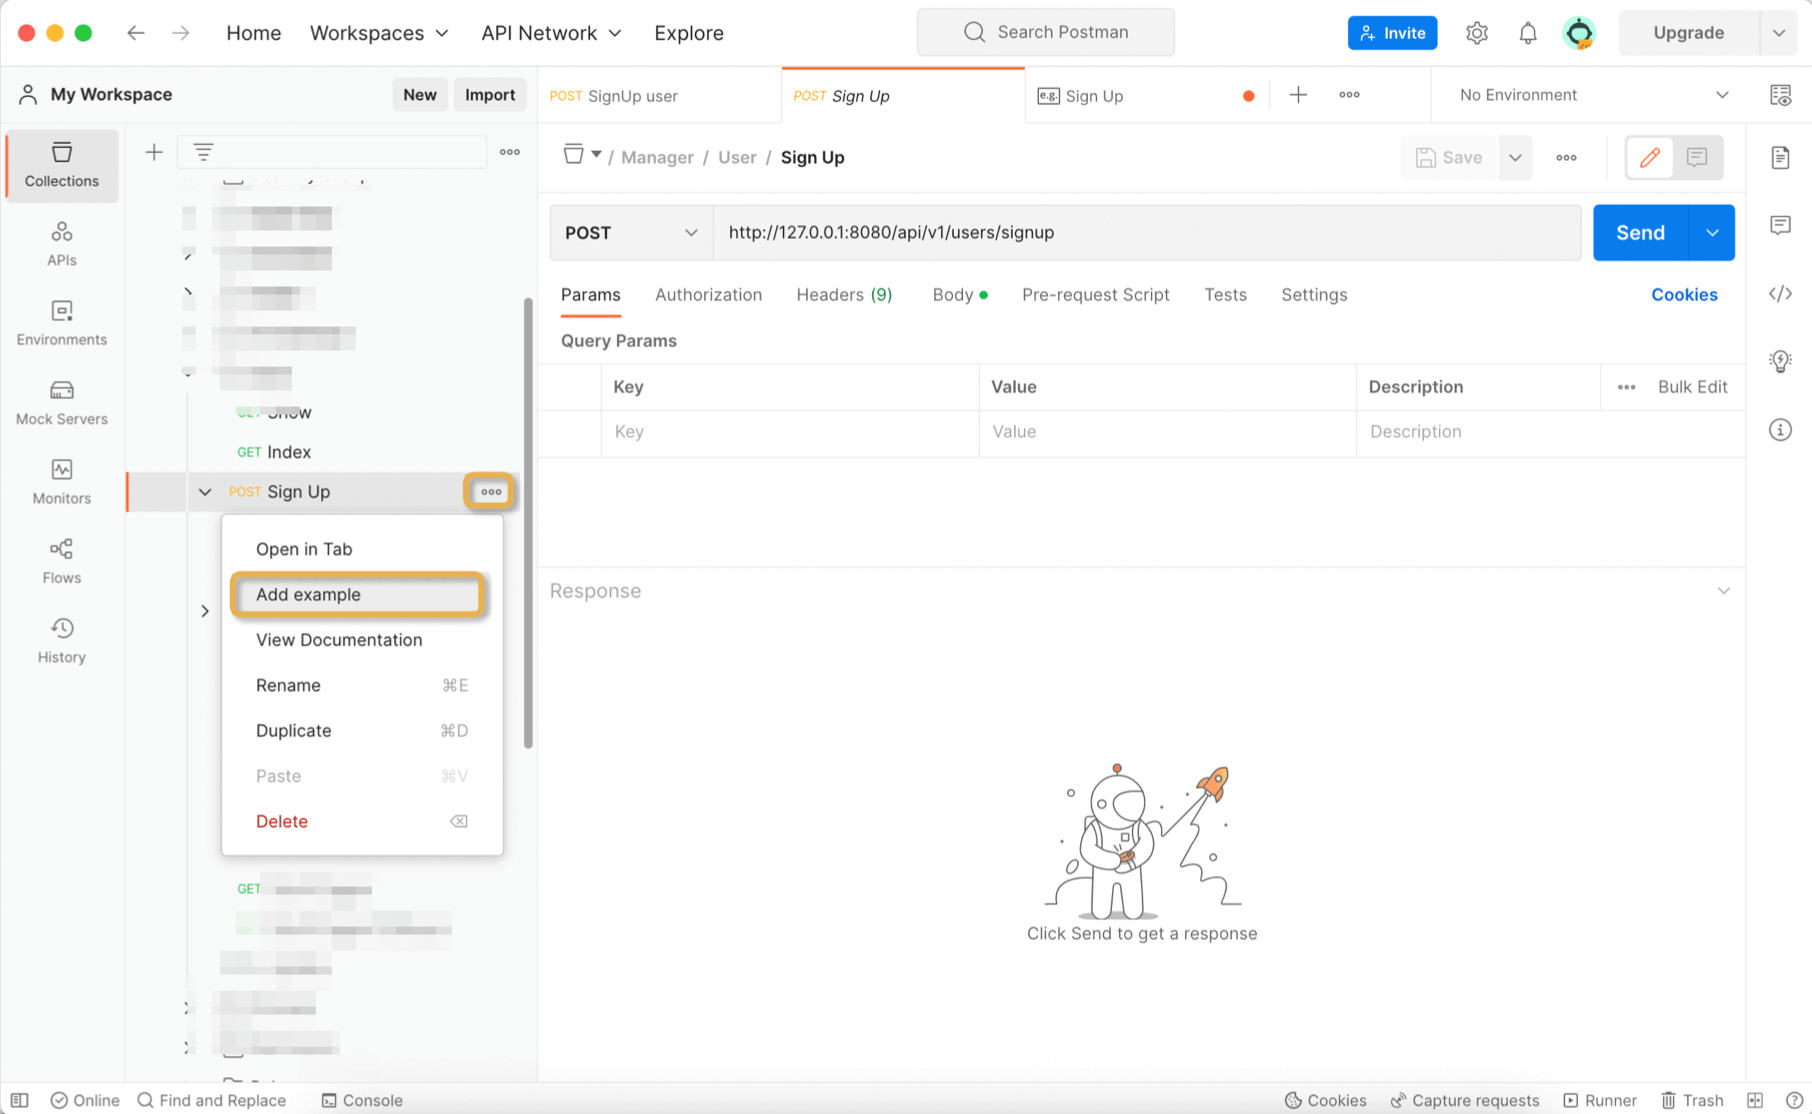 Home Workspaces API Network Explore Search Postman Invite Upgrade
My Workspace New Import POST SignUp user POST Sign Up e.g. Sign Up No Environment
Collections
APIs
Environments
Mock Servers
Monitors
Flows
History
GET Show
GET Index
POST Sign Up
Open in Tab
Add example
View Documentation
Rename ⌘E
Duplicate ⌘D
Paste ⌘V
Delete
GET
/ Manager / User / Sign Up Save
POST http://127.0.0.1:8080/api/v1/users/signup Send
Params Authorization Headers (9) Body Pre-request Script Tests Settings Cookies
Query Params
Key Value Description Bulk Edit
Key Value Description
Response
Click Send to get a response
Online Find and Replace Console Cookies Capture requests Runner Trash